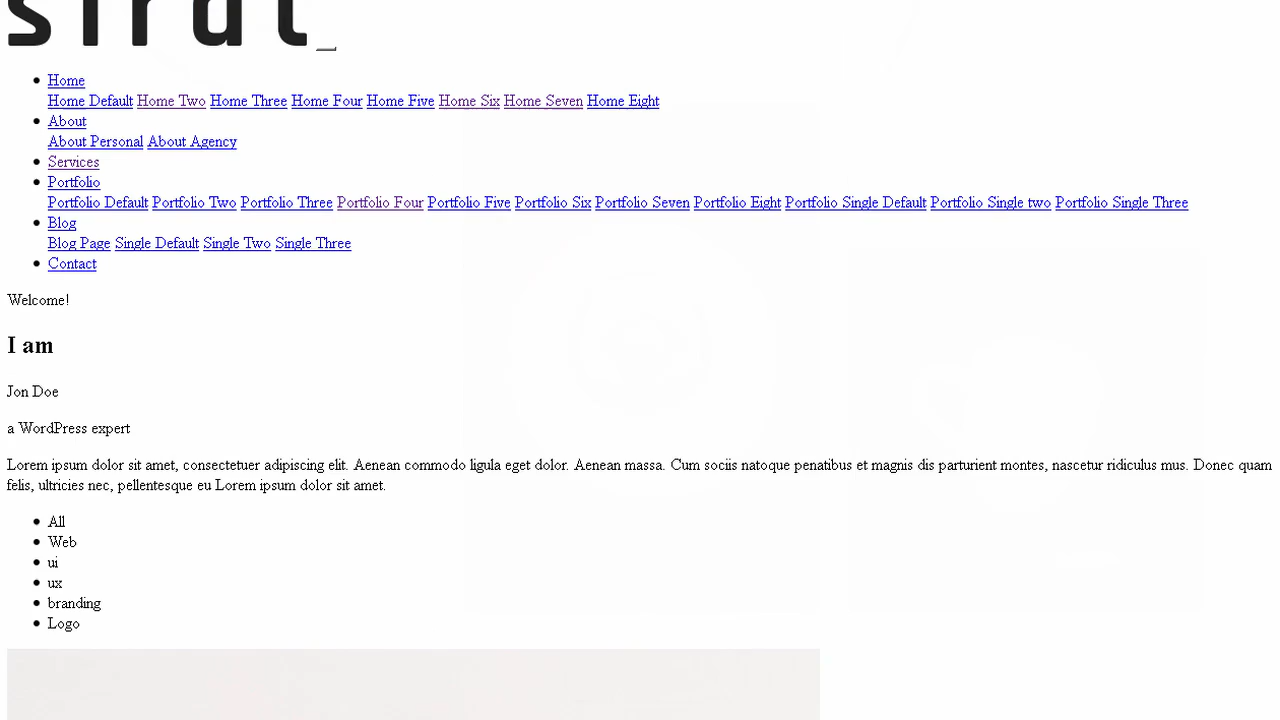 Home
Home Default Home Two Home Three Home Four Home Five Home Six Home Seven Home Eight
About
About Personal About Agency
Services
Portfolio
Portfolio Default Portfolio Two Portfolio Three Portfolio Four Portfolio Five Portfolio Six Portfolio Seven Portfolio Eight Portfolio Single Default Portfolio Single two Portfolio Single Three
Blog
Blog Page Single Default Single Two Single Three
Contact
Welcome!
I am
Jon Doe
a WordPress expert
Lorem ipsum dolor sit amet, consectetuer adipiscing elit. Aenean commodo ligula eget dolor. Aenean massa. Cum sociis natoque penatibus et magnis dis parturient montes, nascetur ridiculus mus. Donec quam
felis, ultricies nec, pellentesque eu Lorem ipsum dolor sit amet.
All
Web
ui
ux
branding
Logo